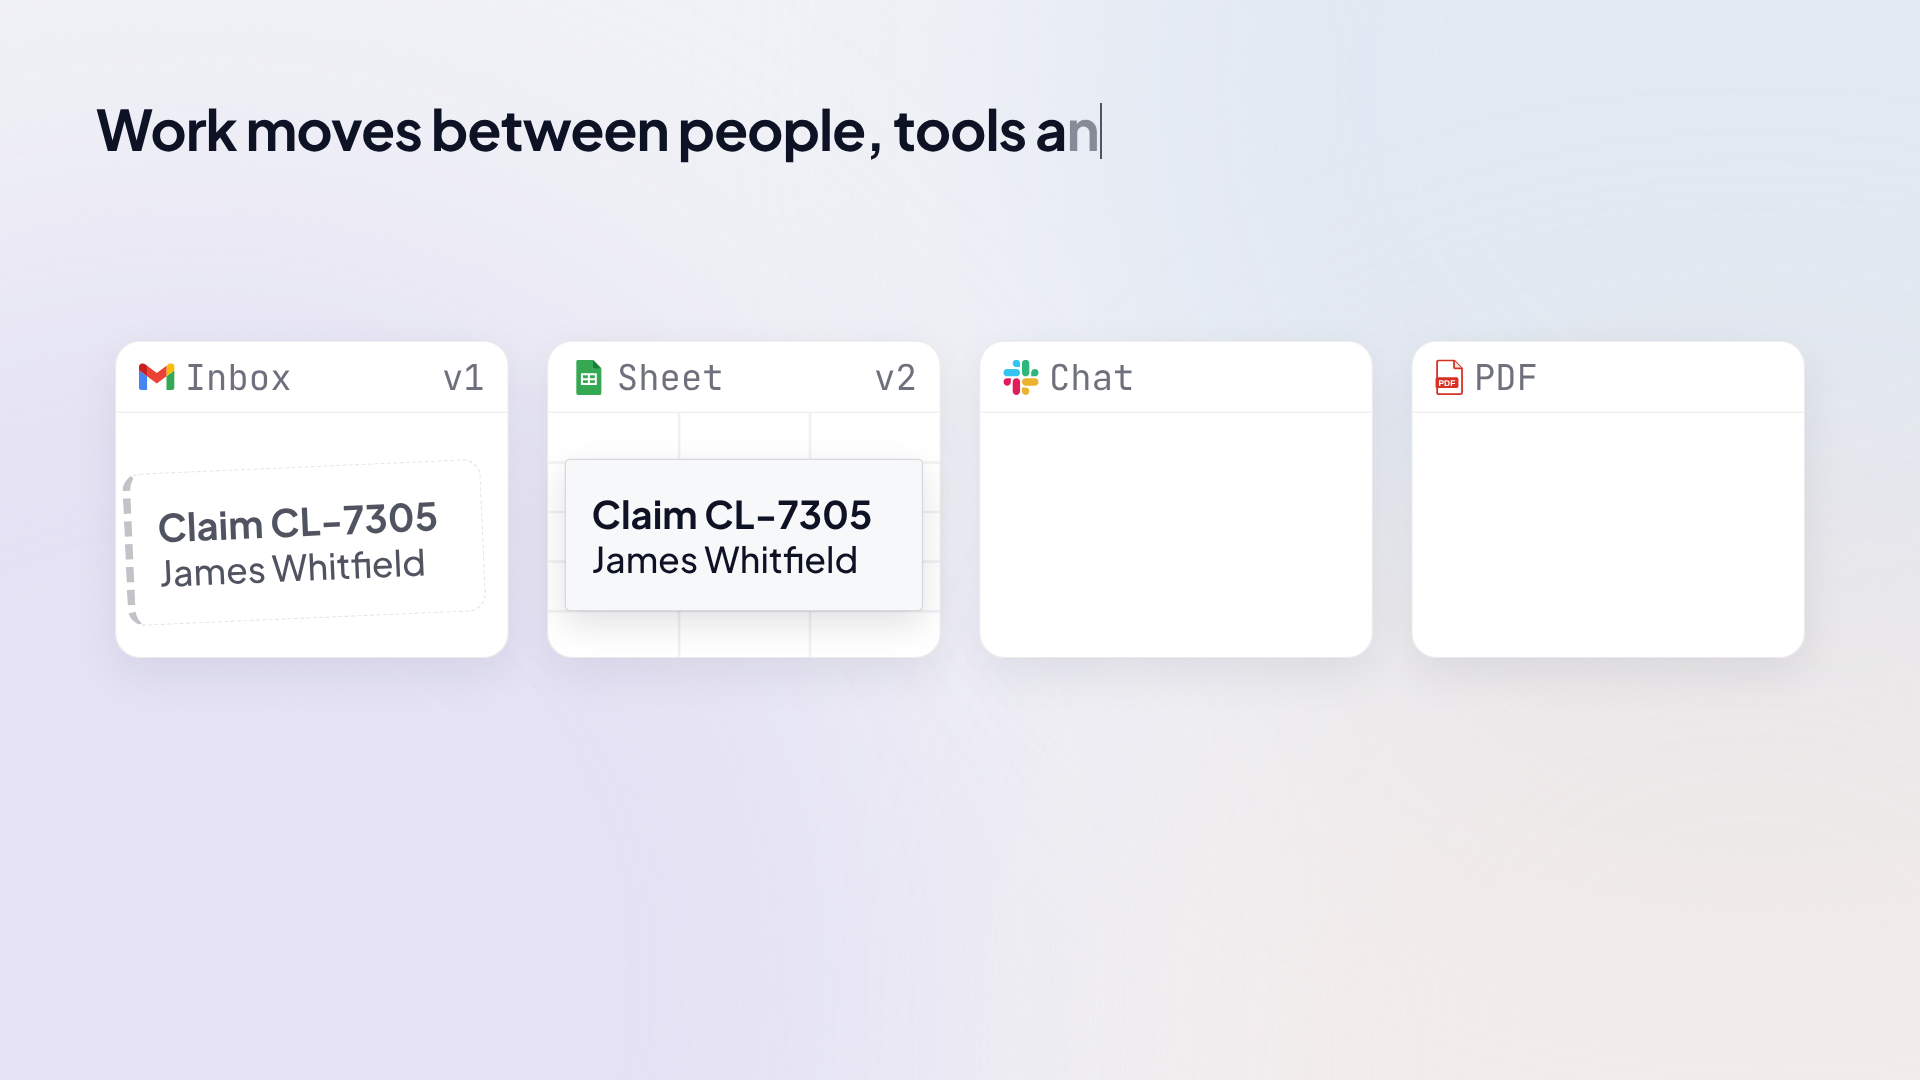 Work moves between people, tools an
Inbox v1
Claim CL-7305
James Whitfield
Sheet v2
Claim CL-7305
James Whitfield
Chat
PDF PDF